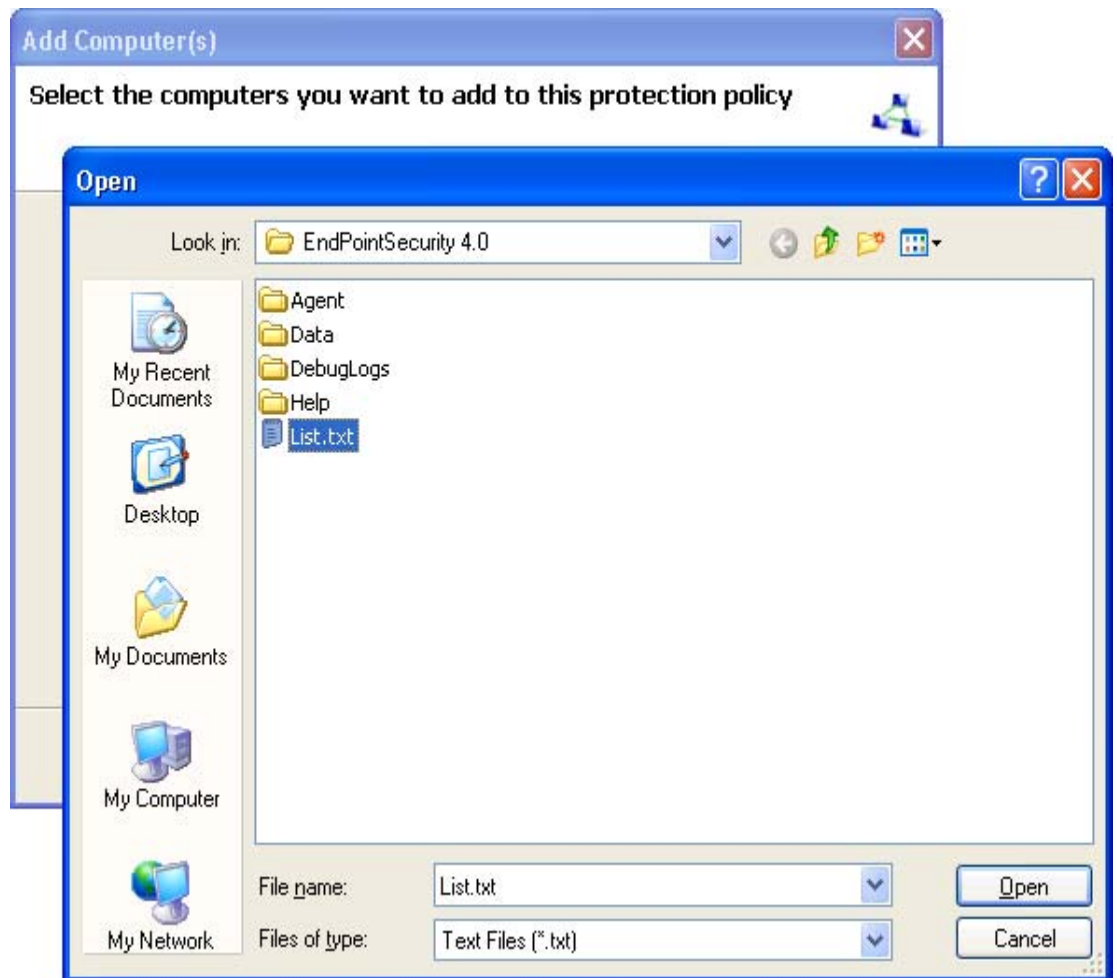 Add Computer(s)
Select the computers you want to add to this protection policy
Open
Look in:
EndPointSecurity 4.0
Agent
Data
DebugLogs
Help
List.txt
My Recent
Documents
Desktop
My Documents
My Computer
My Network
File name:
List.txt
Open
Files of type:
Text Files (*.txt)
Cancel